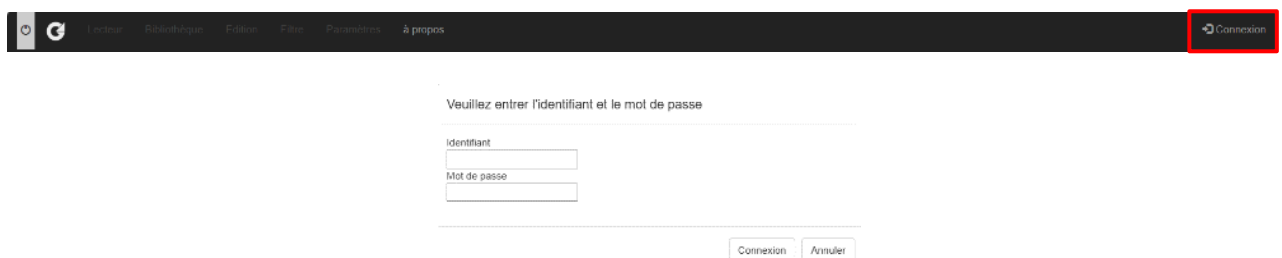 Lecteur Bibliothèque Edition Filtre Paramètres à propos Connexion
Veuillez entrer l'identifiant et le mot de passe
Identifiant
Mot de passe
Connexion Annuler